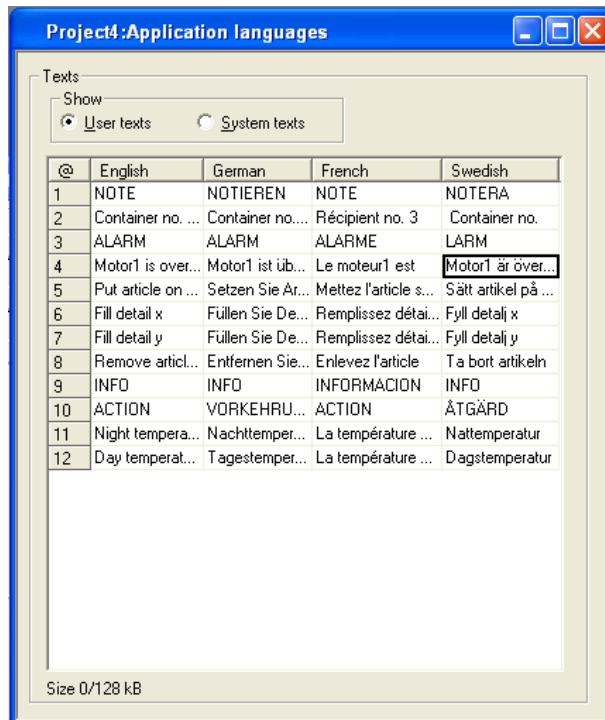 Project4:Application languages
Texts
Show
User texts System texts
@ English German French Swedish
1 NOTE NOTIEREN NOTE NOTERA
2 Container no. ... Container no.... Récipient no. 3 Container no.
3 ALARM ALARM ALARME LARM
4 Motor1 is over... Motor1 ist üb... Le moteur1 est Motor1 är över...
5 Put article on ... Setzen Sie Ar... Mettez l'article s... Sätt artikel på ...
6 Fill detail x Füllen Sie De... Remplissez détai... Fyll detalj x
7 Fill detail y Füllen Sie De... Remplissez détai... Fyll detalj y
8 Remove articl... Entfernen Sie... Enlevez l'article Ta bort artikeln
9 INFO INFO INFORMACION INFO
10 ACTION VORKEHRU... ACTION ÅTGÄRD
11 Night tempera... Nachttemper... La température ... Nattemperatur
12 Day temperat... Tagestemper... La température ... Dagstemperatur
Size 0/128 kB